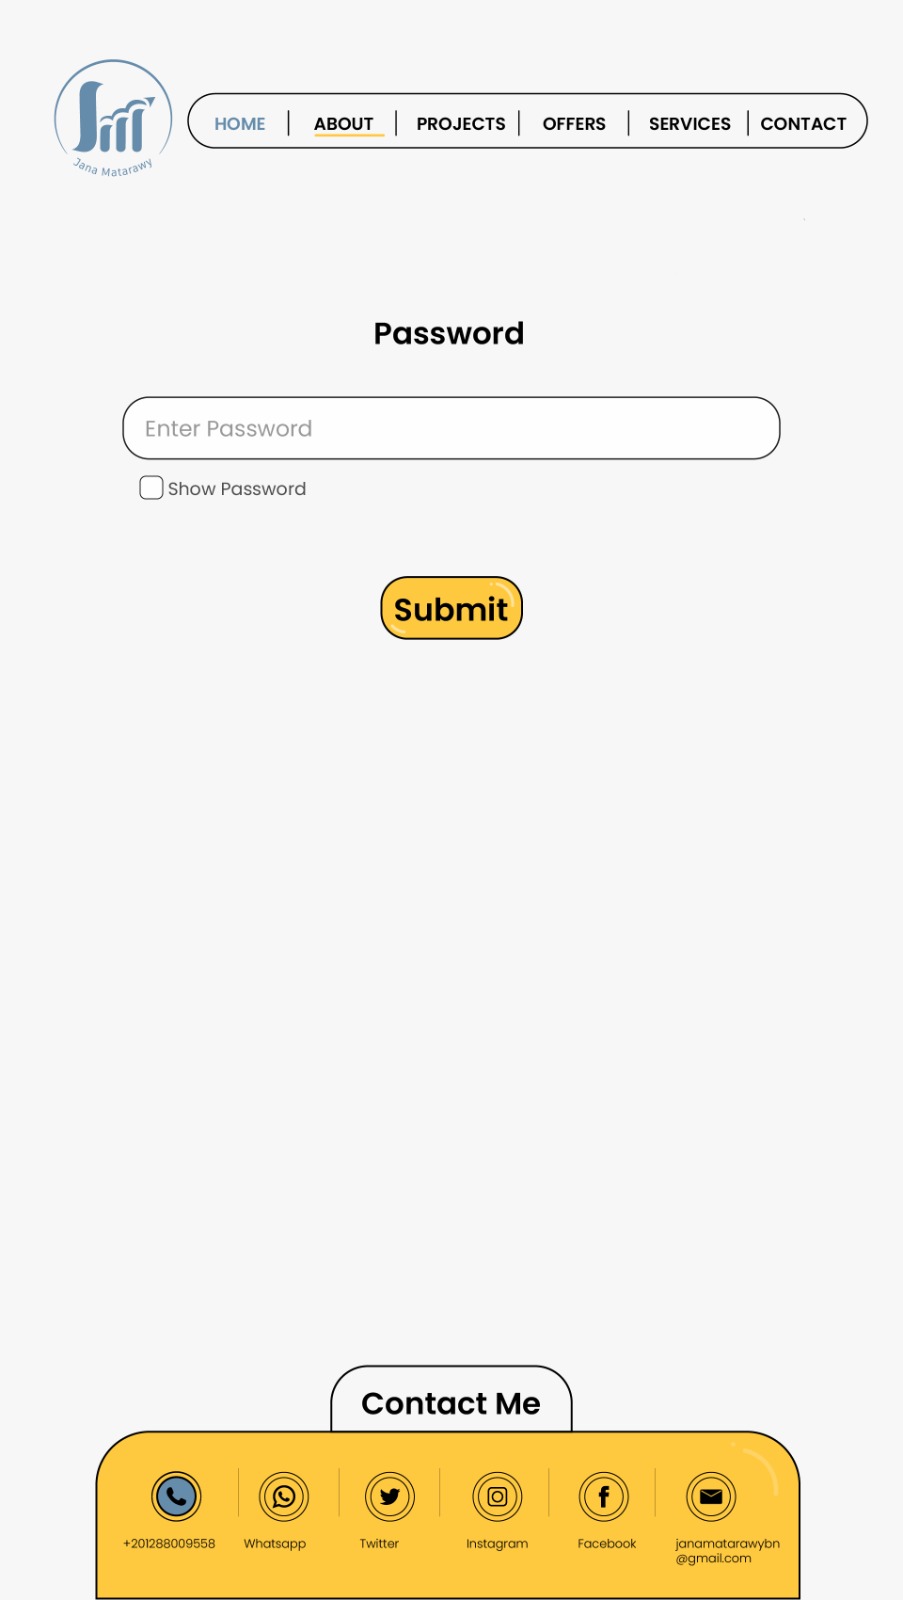 Jana Matarawy
HOME ABOUT PROJECTS OFFERS SERVICES CONTACT
Password
Enter Password
Show Password
Submit
Contact Me
+201288009558 Whatsapp Twitter Instagram Facebook janamatarawybn
@gmail.com